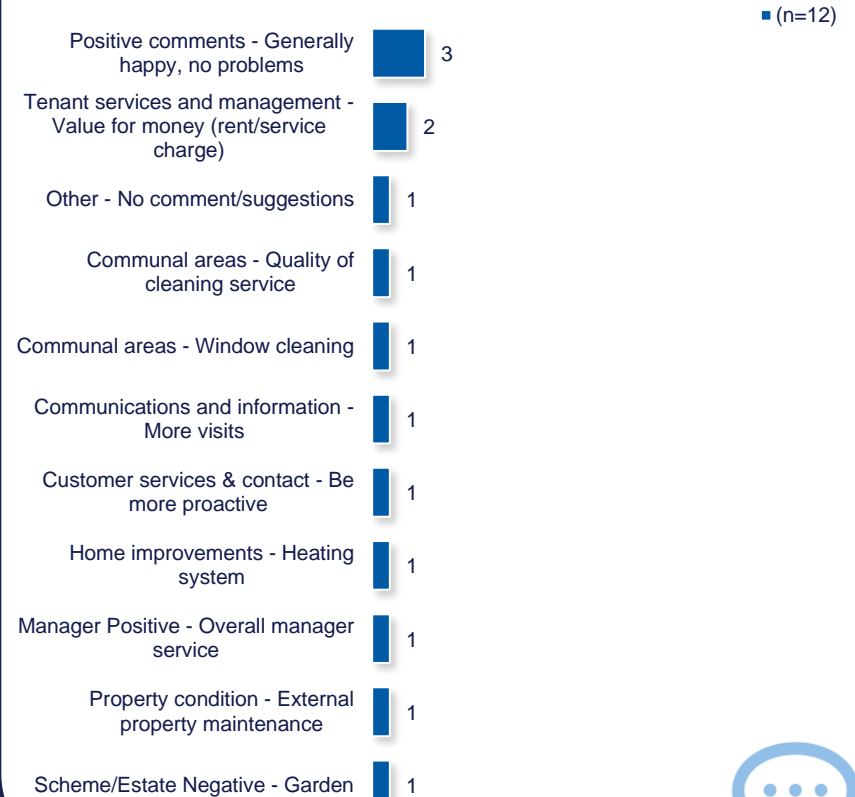 (n=12)
Positive comments - Generally
happy, no problems
3
Tenant services and management -
Value for money (rent/service
charge)
2
Other - No comment/suggestions
1
Communal areas - Quality of
cleaning service
1
Communal areas - Window cleaning
1
Communications and information -
More visits
1
Customer services & contact - Be
more proactive
1
Home improvements - Heating
system
1
Manager Positive - Overall manager
service
1
Property condition - External
property maintenance
1
Scheme/Estate Negative - Garden
1